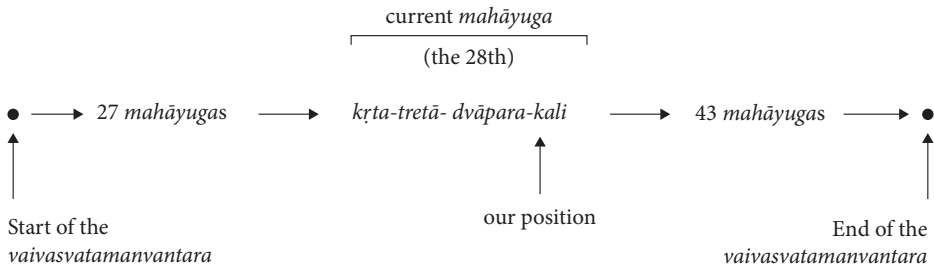 current mahāyuga
(the 28th)
27 mahāyugas kṛta-tretā- dvāpara-kali 43 mahāyugas
our position
Start of the
vaivasvatamanvantara
End of the
vaivasvatamanvantara